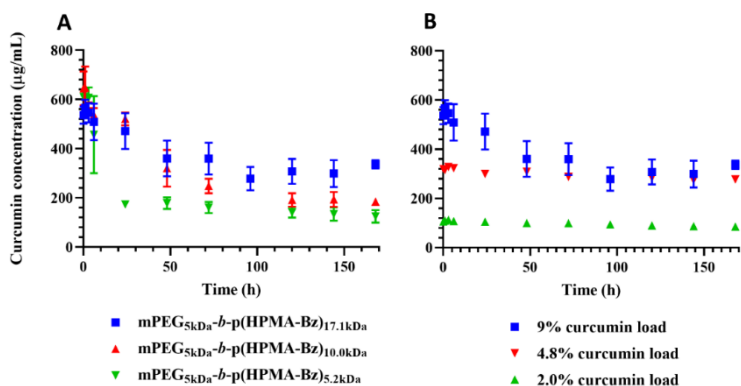 A
B
Curcumin concentration (µg/mL)
800
600
400
200
0
0
50
100
150
Time (h)
800
600
400
200
0
0
50
100
150
Time (h)
mPEG5kDa-b-p(HPMA-Bz)17.1kDa
mPEG5kDa-b-p(HPMA-Bz)10.0kDa
mPEG5kDa-b-p(HPMA-Bz)5.2kDa
9% curcumin load
4.8% curcumin load
2.0% curcumin load